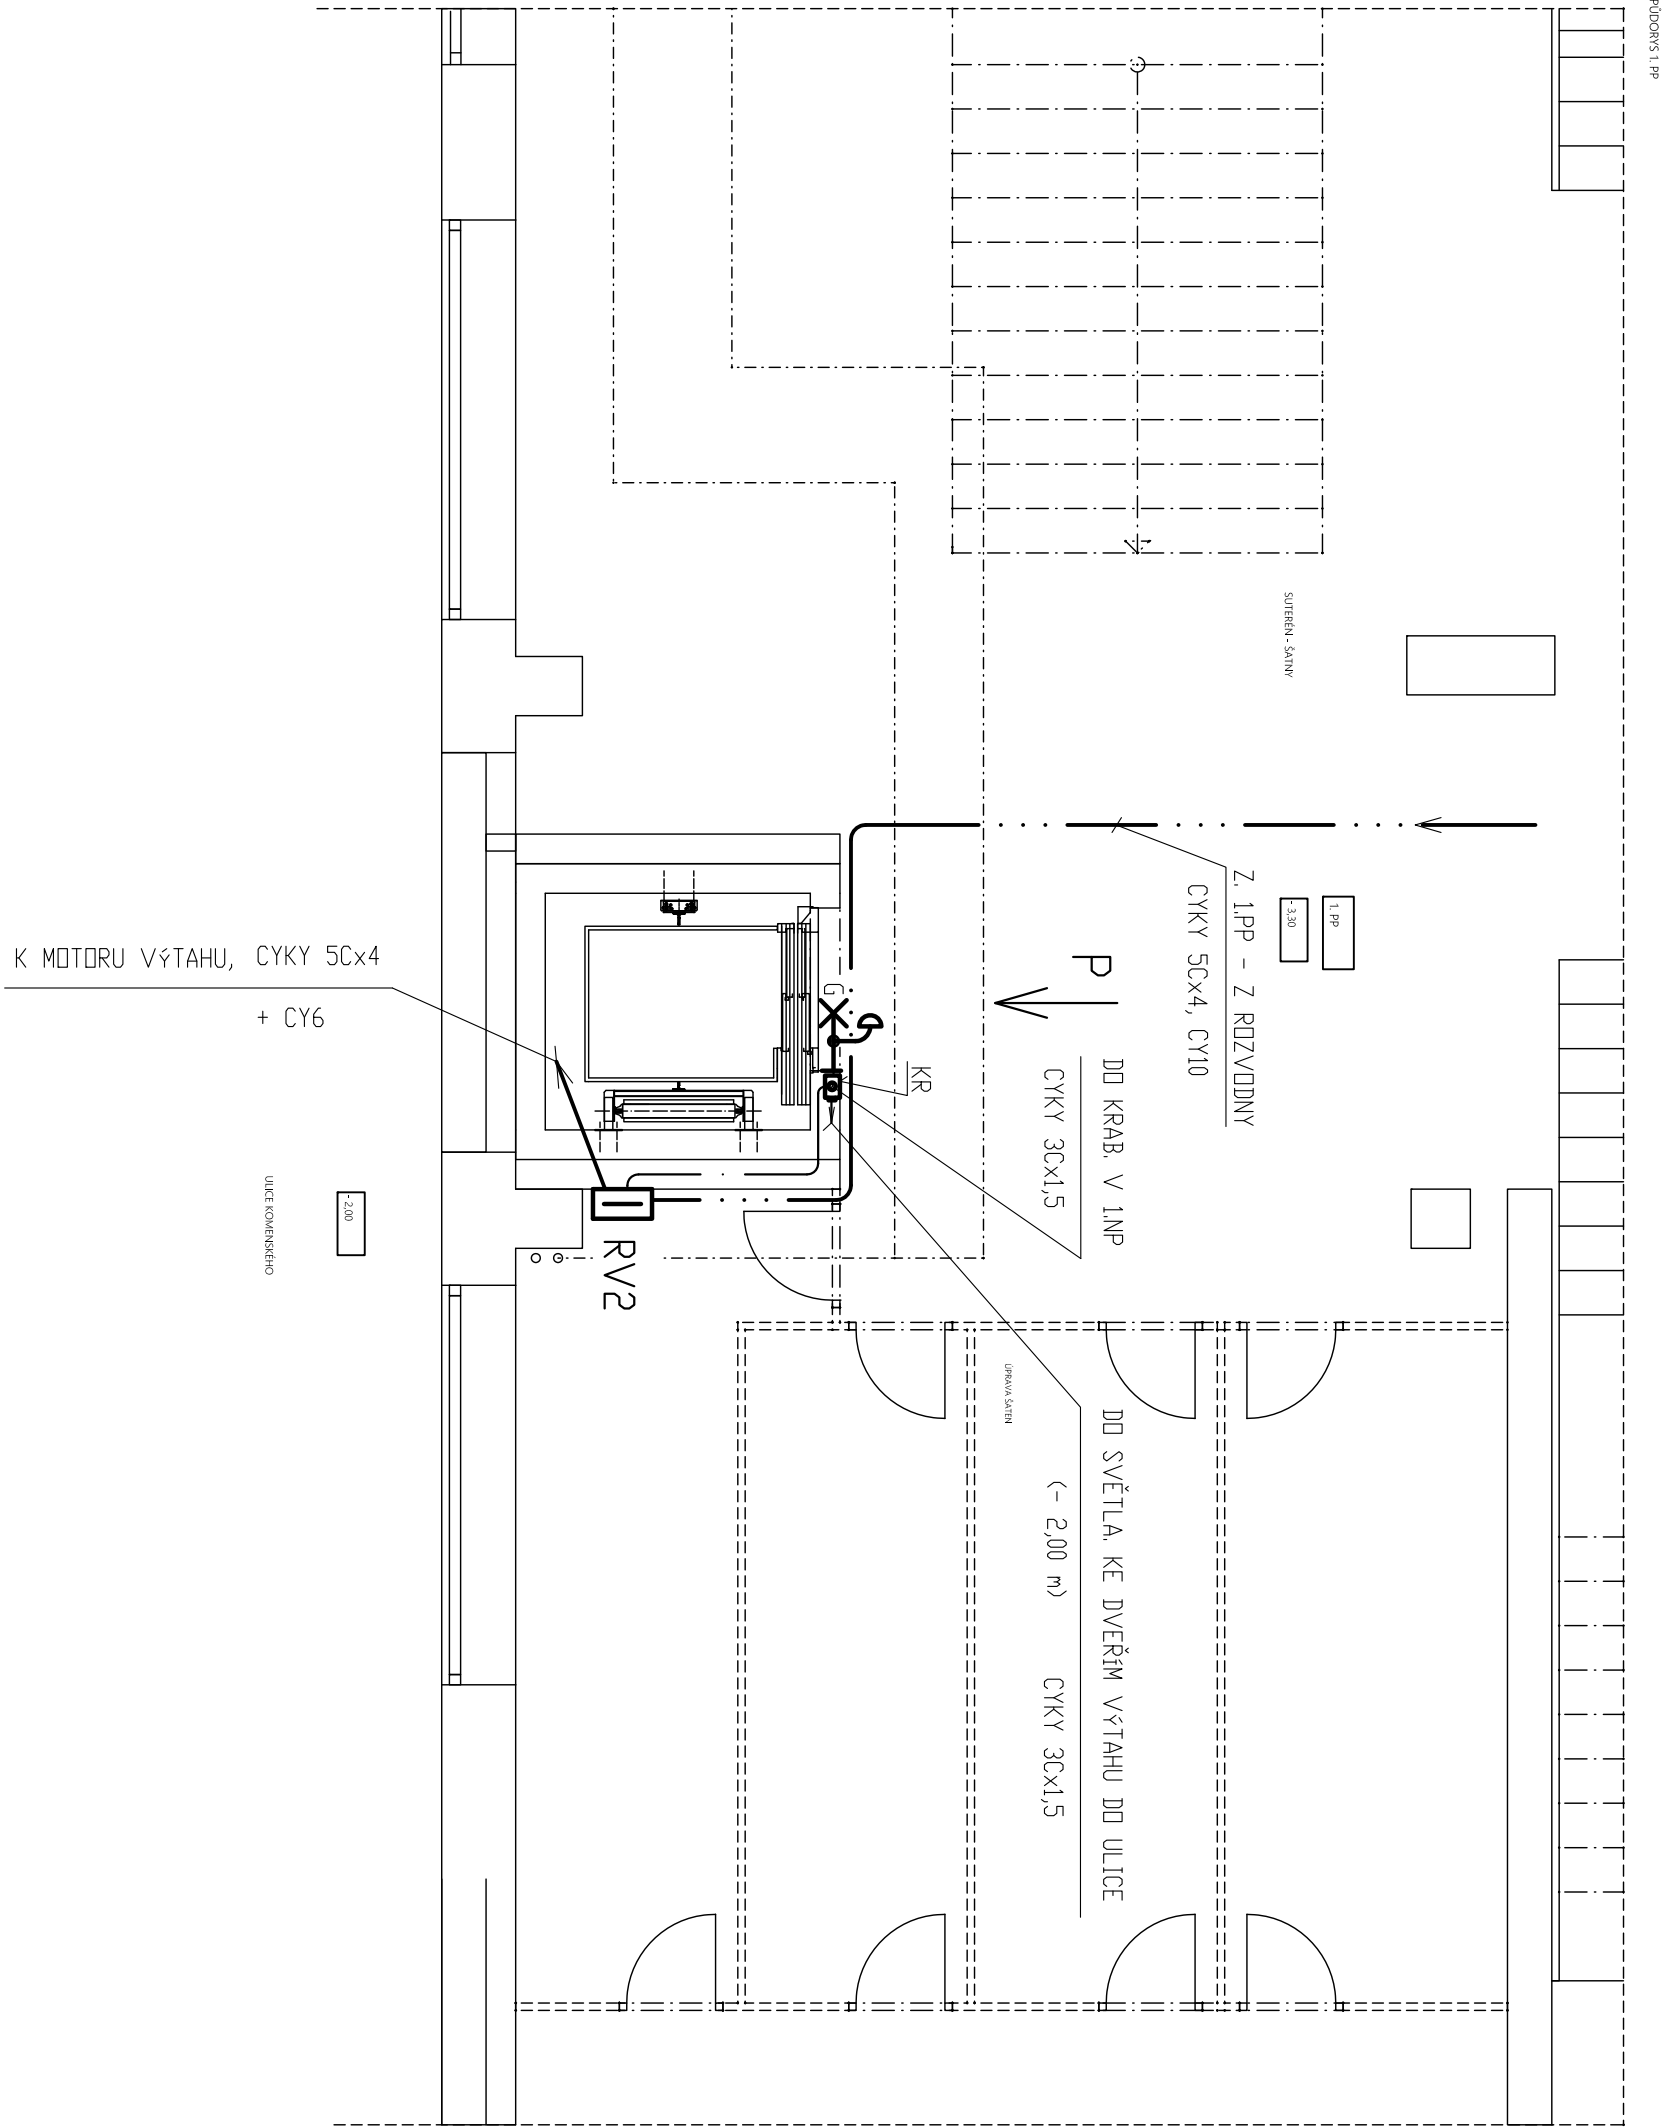 PŮDORYS 1. PP
SUTERÉN - ŠATNY
1. PP
- 3,30
Z. 1.PP - Z ROZVODNY
CYKY 5Cx4, CY10
P
DO KRAB. V 1.NP
CYKY 3Cx1,5
KR
G
RV2
DO SVĚTLA. KE DVEŘÍM VÝTAHU DO ULICE
(- 2,00 m) CYKY 3Cx1,5
ÚPRAVA ŠATEN
K MOTORU VÝTAHU, CYKY 5Cx4
+ CY6
- 2,00
ULICE KOMENSKÉHO